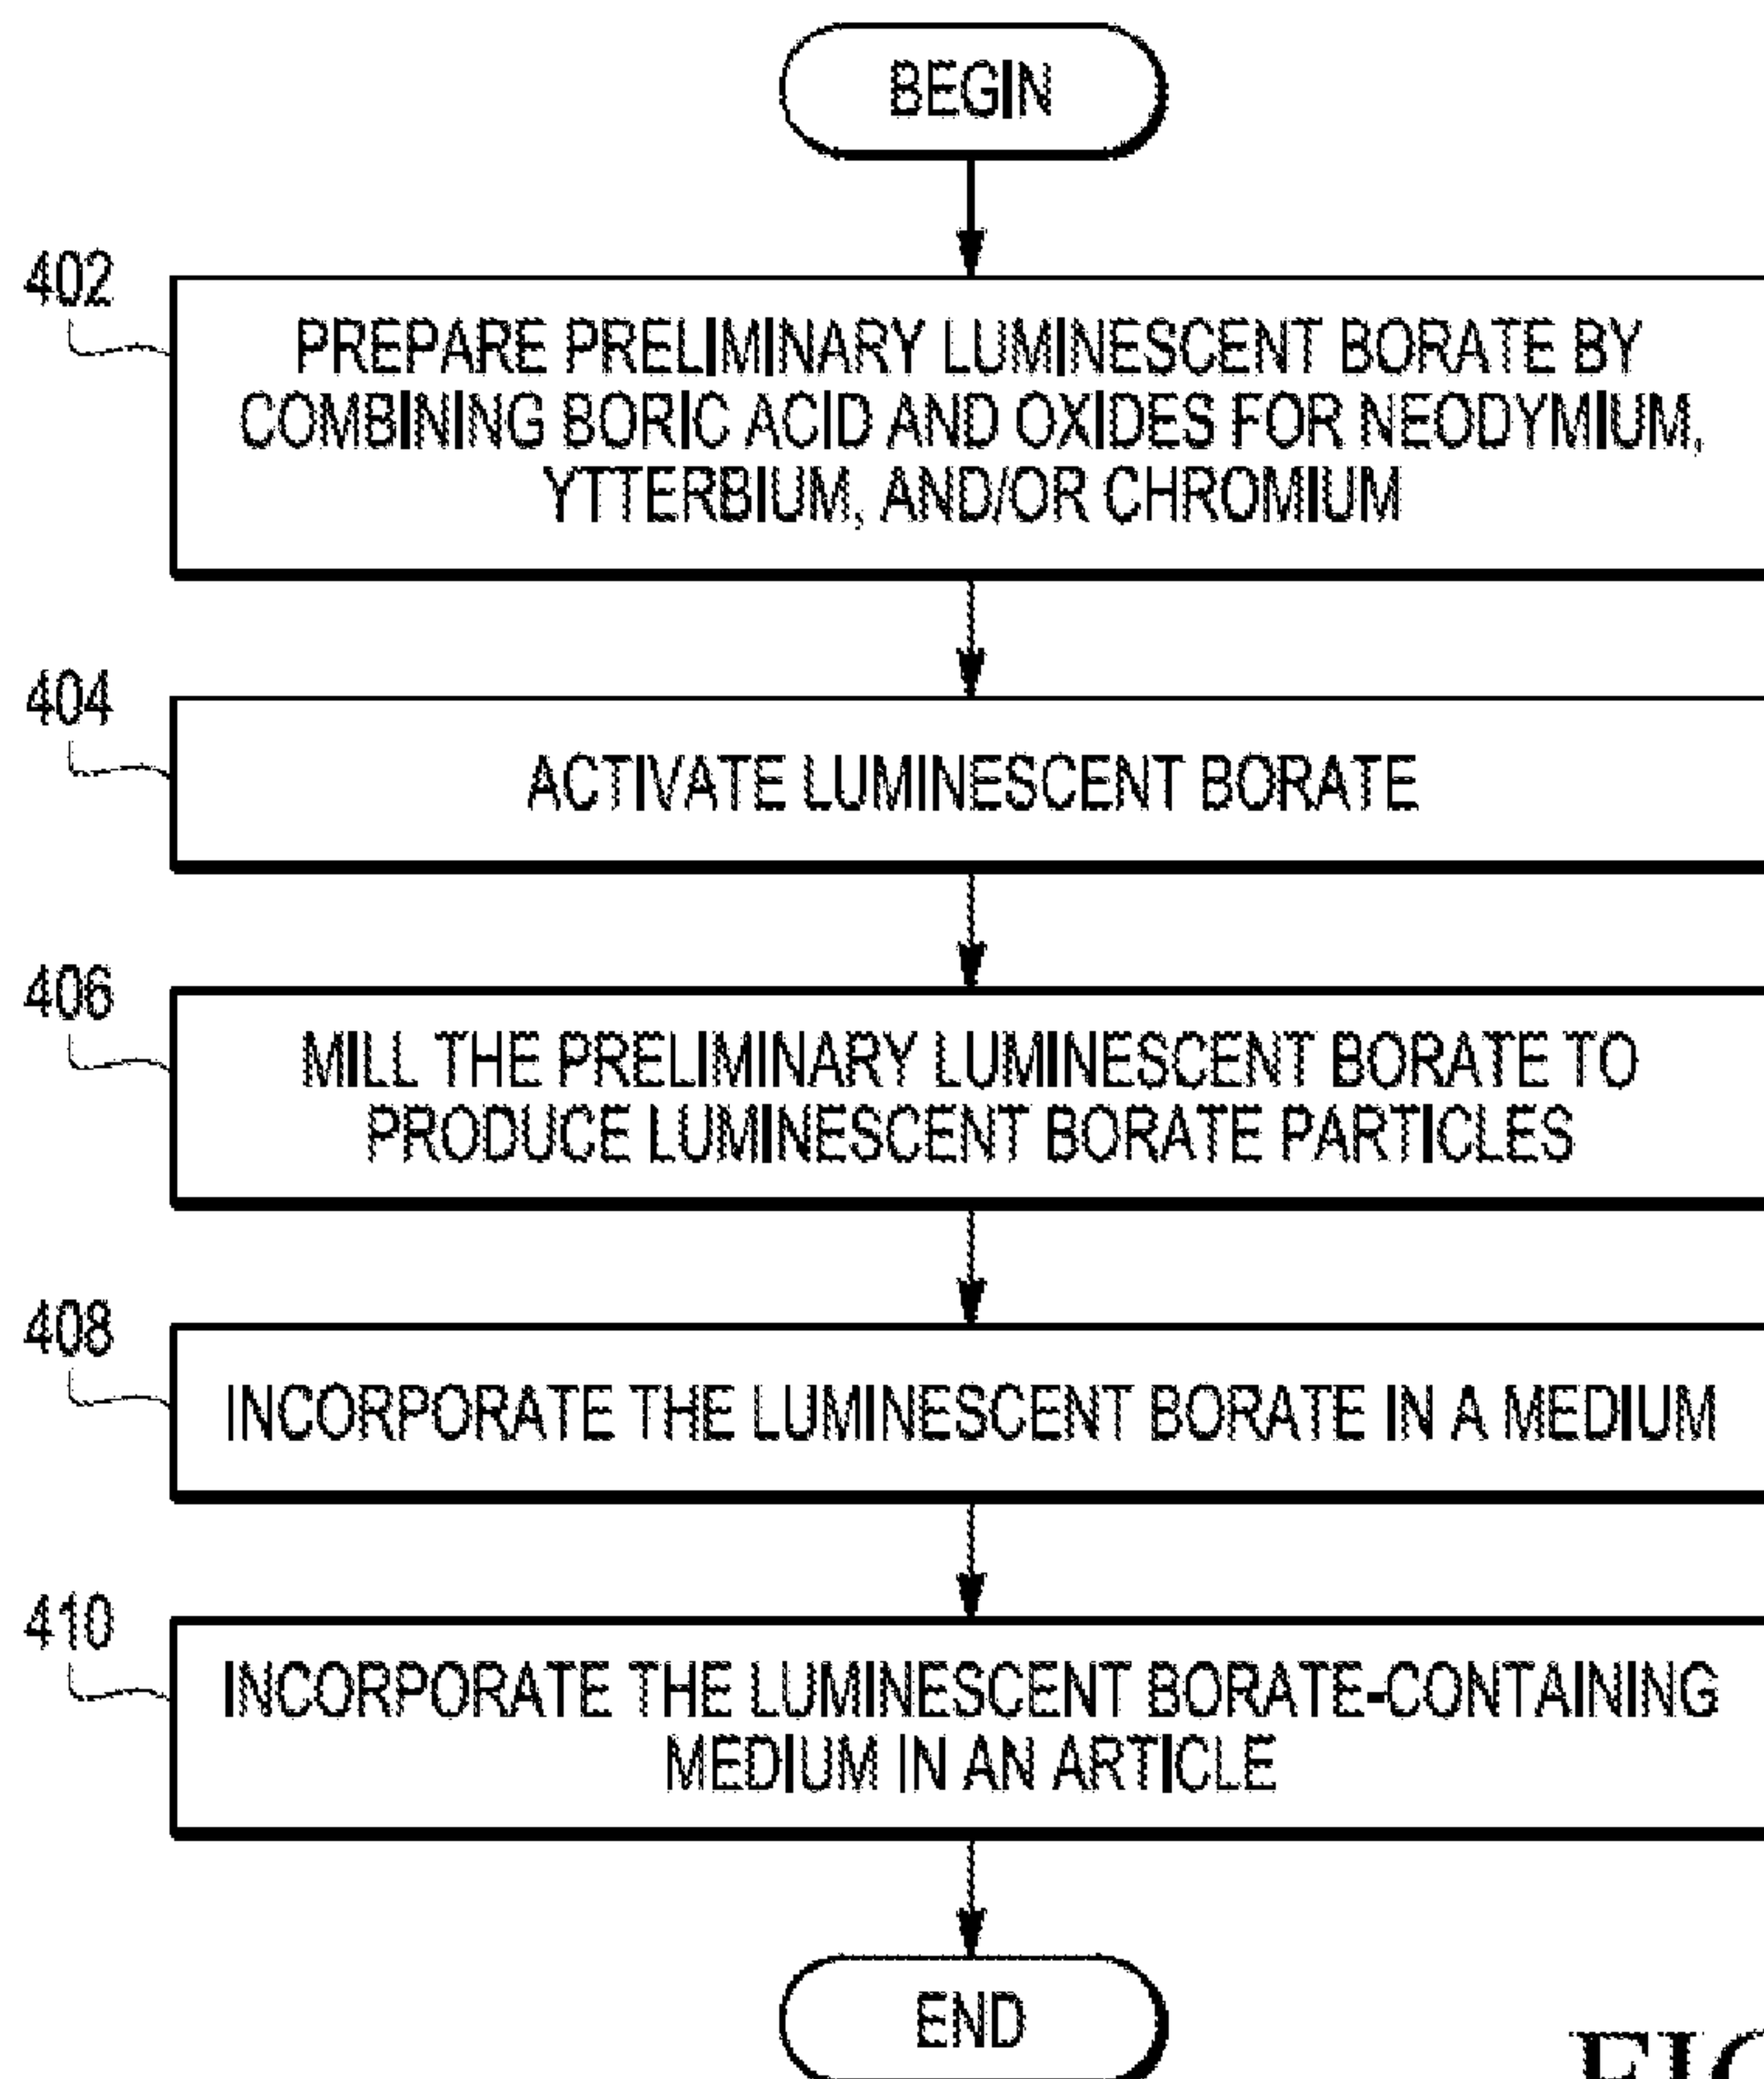 BEGIN
402
PREPARE PRELIMINARY LUMINESCENT BORATE BY
COMBINING BORIC ACID AND OXIDES FOR NEODYMIUM,
YTTERBIUM, AND/OR CHROMIUM
404
ACTIVATE LUMINESCENT BORATE
406
MILL THE PRELIMINARY LUMINESCENT BORATE TO
PRODUCE LUMINESCENT BORATE PARTICLES
408
INCORPORATE THE LUMINESCENT BORATE IN A MEDIUM
410
INCORPORATE THE LUMINESCENT BORATE-CONTAINING
MEDIUM IN AN ARTICLE
END